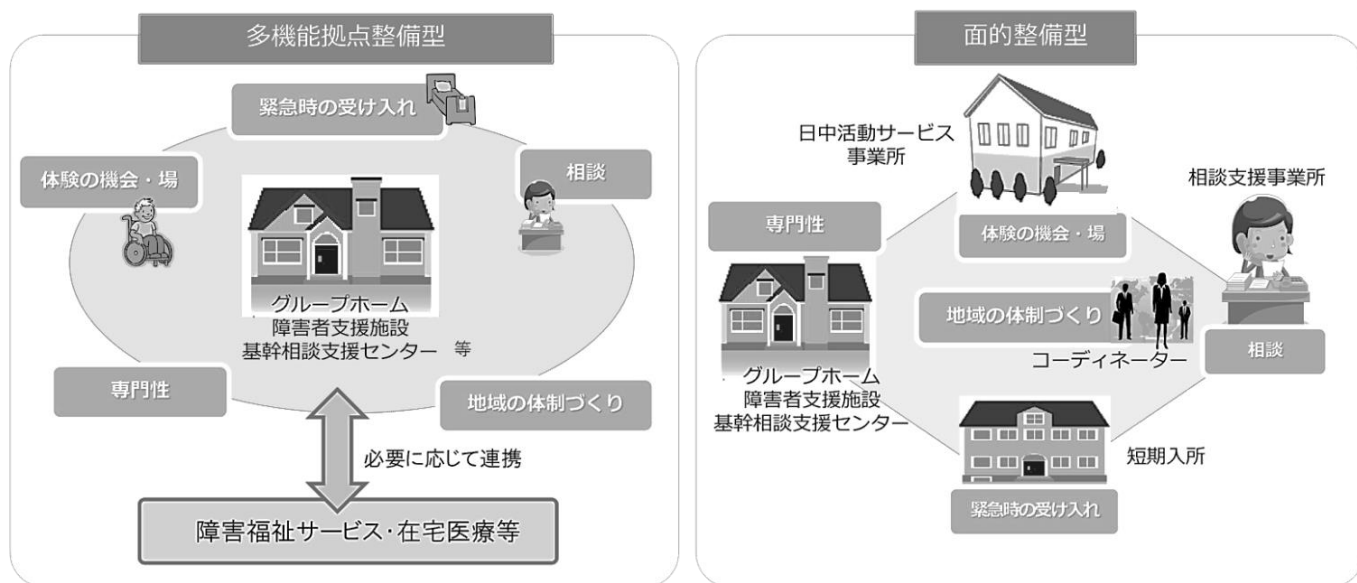 多機能拠点整備型
緊急時の受け入れ
体験の機会・場
相談
グループホーム
障害者支援施設
基幹相談支援センター 等
専門性
地域の体制づくり
必要に応じて連携
障害福祉サービス・在宅医療等
面的整備型
日中活動サービス
事業所
相談支援事業所
専門性
体験の機会・場
地域の体制づくり
コーディネーター
相談
グループホーム
障害者支援施設
基幹相談支援センター
短期入所
緊急時の受け入れ